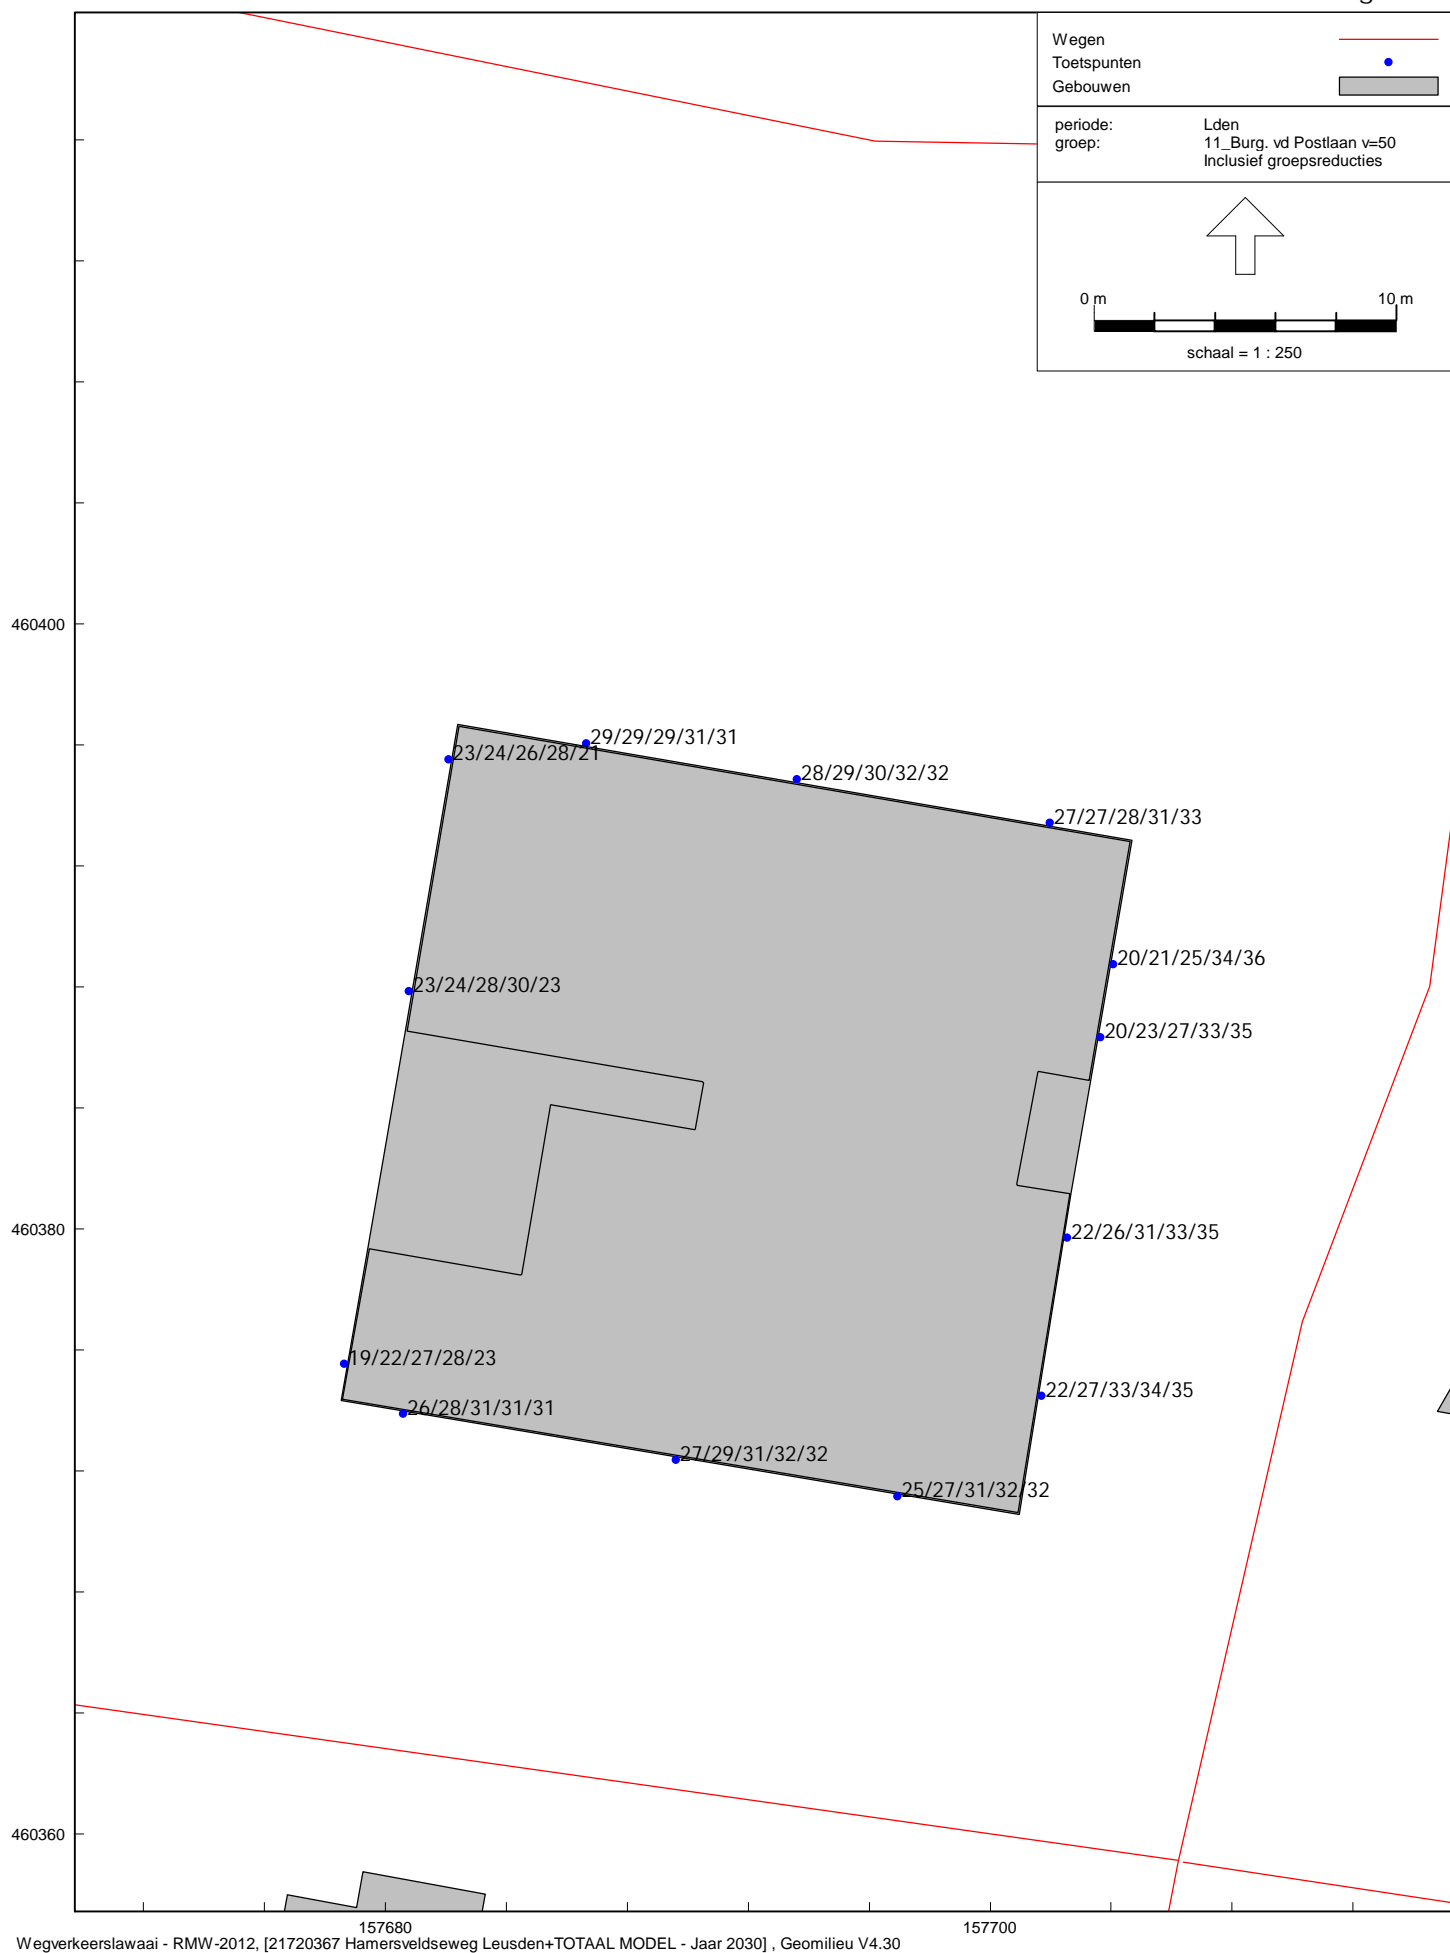 Wegen
Toetspunten
Gebouwen
periode: Lden
groep: 11_Burg. vd Postlaan v=50
Inclusief groepsreducties
0 m 10 m
schaal = 1 : 250
460400
29/29/29/31/31
23/24/26/28/21
28/29/30/32/32
27/27/28/31/33
20/21/25/34/36
23/24/28/30/23
20/23/27/33/35
460380
22/26/31/33/35
19/22/27/28/23
22/27/33/34/35
26/28/31/31/31
27/29/31/32/32
25/27/31/32/32
460360
157680 157700
Wegverkeerslawaai - RMW-2012, [21720367 Hamersveldseweg Leusden+TOTAAL MODEL - Jaar 2030] , Geomilieu V4.30